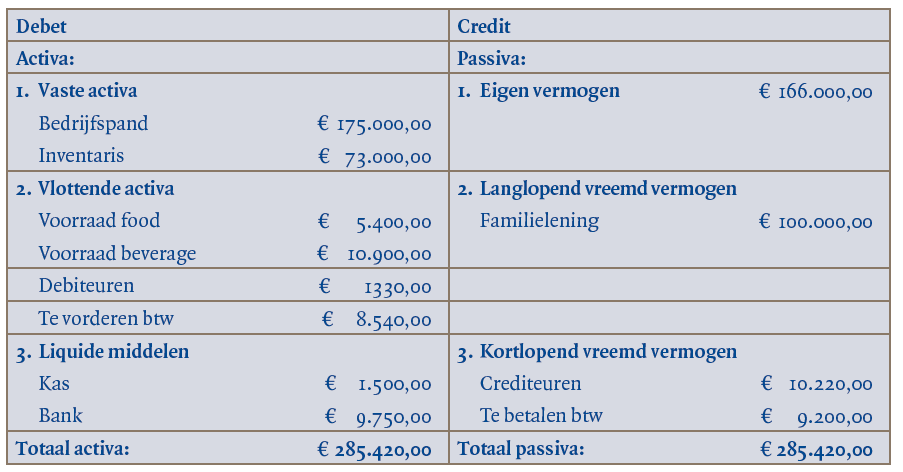 Debet Credit
Activa: Passiva:
1. Vaste activa 1. Eigen vermogen € 166.000,00
Bedrijfspand € 175.000,00
Inventaris € 73.000,00
2. Vlottende activa 2. Langlopend vreemd vermogen
Voorraad food € 5.400,00 Familielening € 100.000,00
Voorraad beverage € 10.900,00
Debiteuren € 1330,00
Te vorderen btw € 8.540,00
3. Liquide middelen 3. Kortlopend vreemd vermogen
Kas € 1.500,00 Crediteuren € 10.220,00
Bank € 9.750,00 Te betalen btw € 9.200,00
Totaal activa: € 285.420,00 Totaal passiva: € 285.420,00